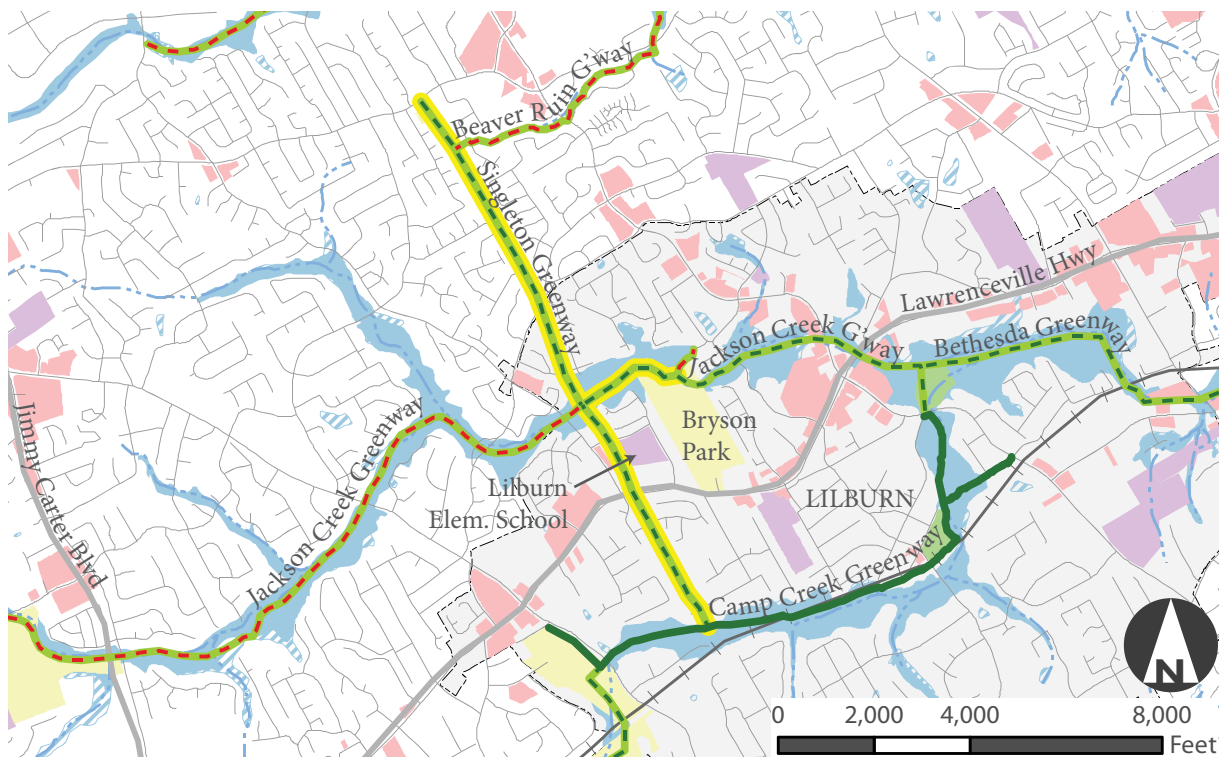 Beaver Ruin G'way
Singleton Greenway
Lawrenceville Hwy
Jackson Creek G'way
Bethesda Greenway
Jimmy Carter Blvd
Jackson Creek Greenway
Bryson
Park
Lilburn
Elem. School
LILBURN
Camp Creek Greenway
N
0 2,000 4,000 8,000
Feet